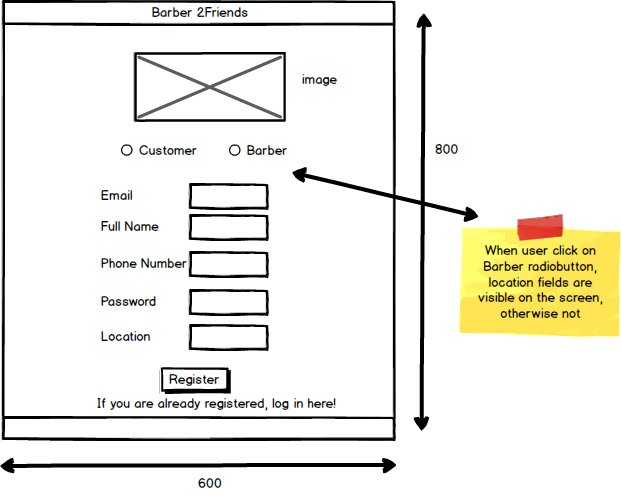 Barber 2Friends
image
Customer
Barber
800
Email
Full Name
Phone Number
Password
Location
When user click on
Barber radiobutton,
location fields are
visible on the screen,
otherwise not
Register
If you are already registered, log in here!
600